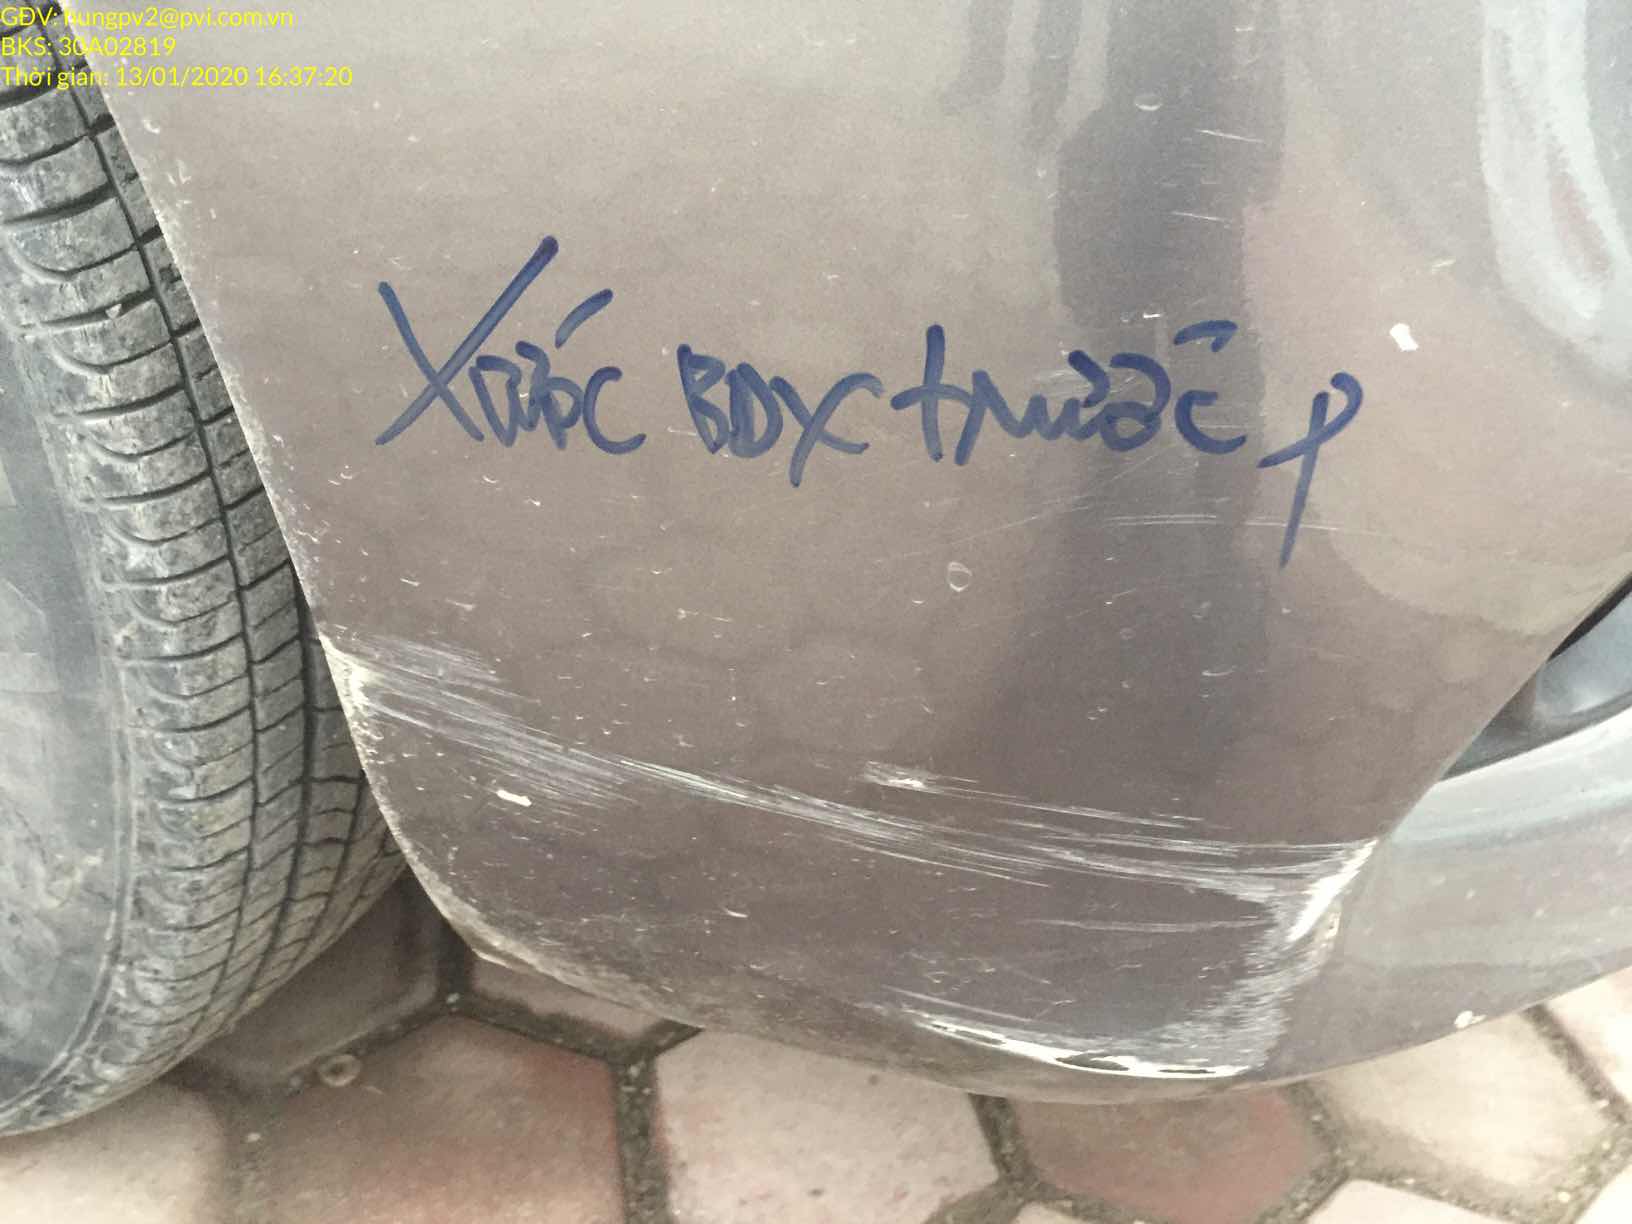 GĐV: hungpv2@pvi.com.vn
BKS: 30A02819
Thời gian: 13/01/2020 16:37:20
Xước BĐX trước P